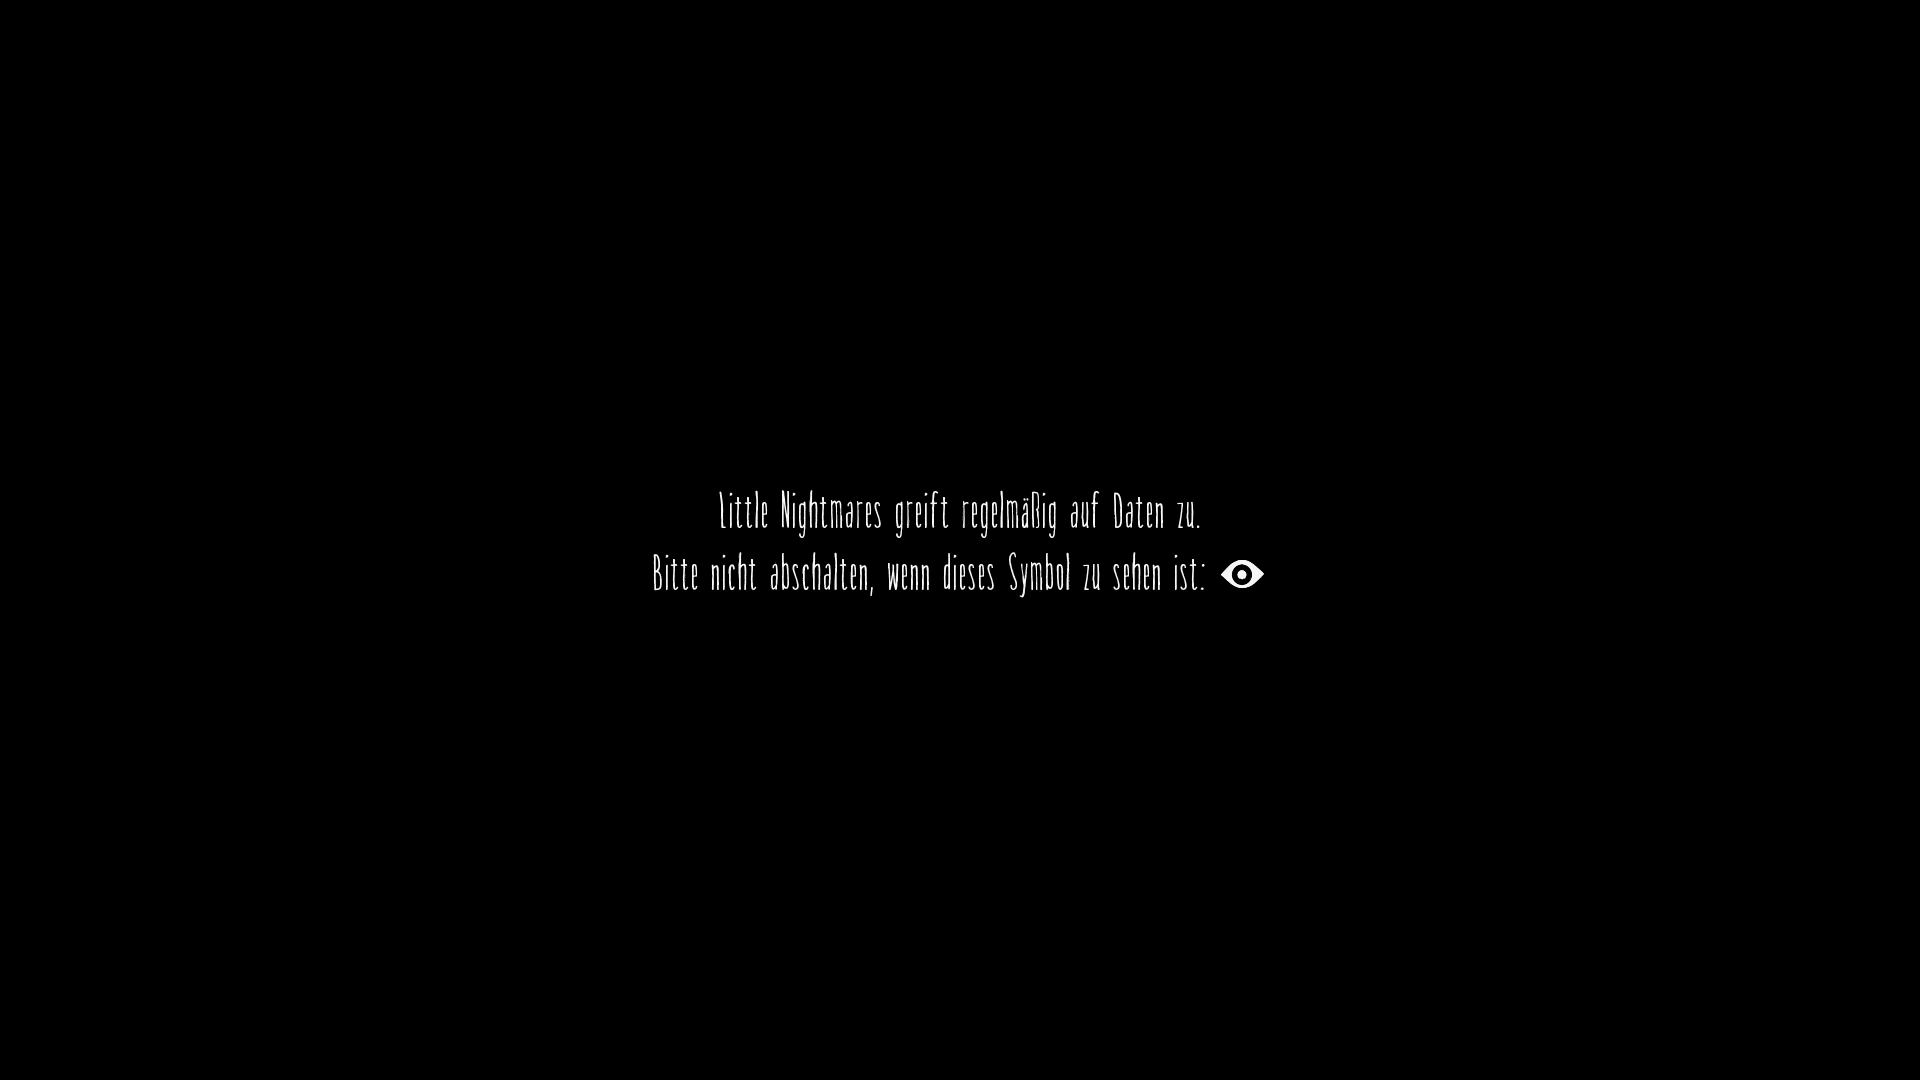 Little Nightmares greift regelmäßig auf Daten zu.
Bitte nicht abschalten, wenn dieses Symbol zu sehen ist: